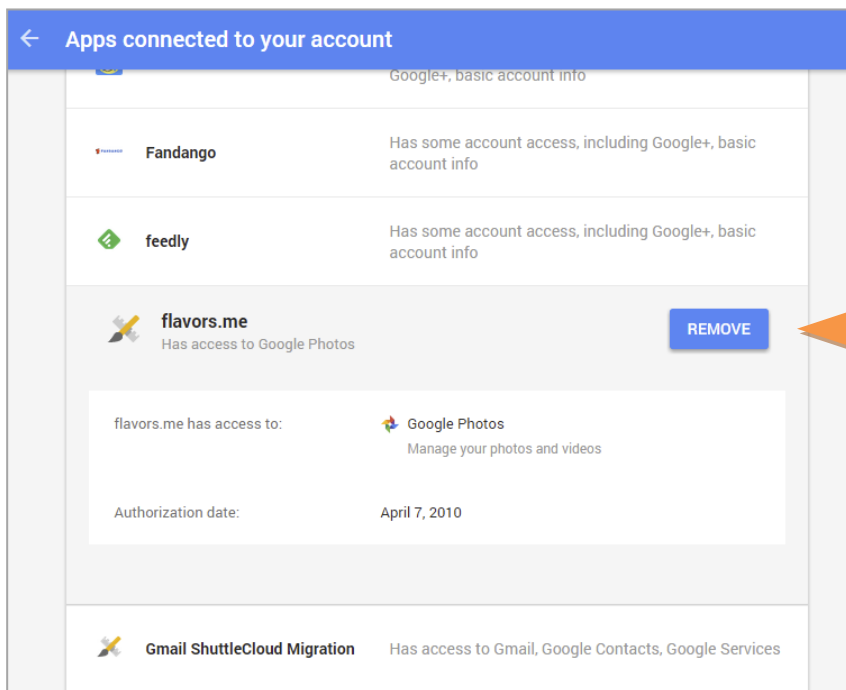 Apps connected to your account
Google+, basic account info
Fandango
Has some account access, including Google+, basic
account info
feedly
Has some account access, including Google+, basic
account info
flavors.me
REMOVE
Has access to Google Photos
flavors.me has access to:
Google Photos
Manage your photos and videos
Authorization date:
April 7, 2010
Gmail ShuttleCloud Migration
Has access to Gmail, Google Contacts, Google Services